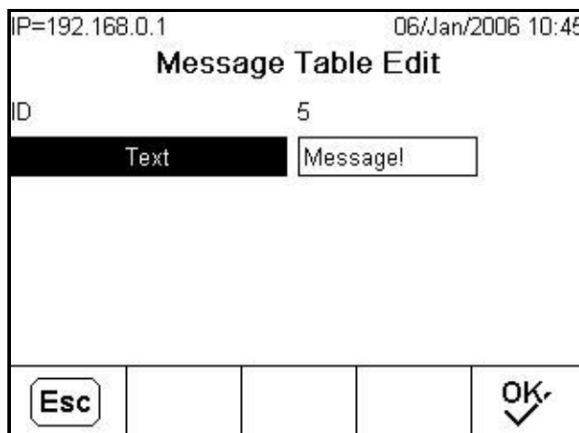 IP=192.168.0.1 06/Jan/2006 10:45
Message Table Edit
ID 5
Text Message!
Esc OK